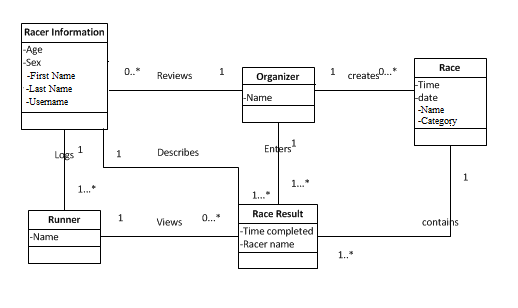 Racer Information
-Age
-Sex
-First Name
-Last Name
-Username
0..*
Reviews
1
Organizer
-Name
1
creates
0...*
Race
-Time
-date
-Name
-Category
Logs
1
1
Describes
Enters
1
1
1...*
1...*
1...*
Runner
-Name
1
Views
0...*
Race Result
-Time completed
-Racer name
contains
1..*